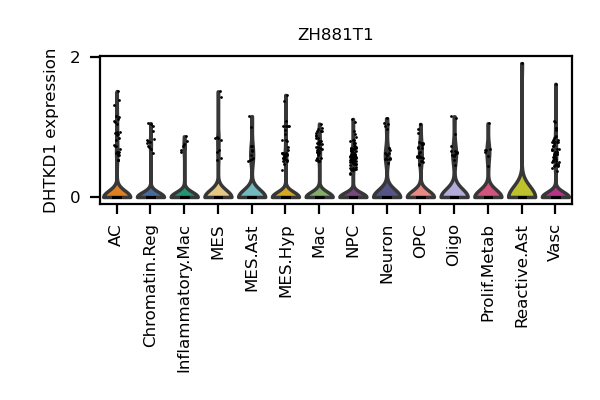 ZH881T1
DHTKD1 expression
2
0
AC
Chromatin.Reg
Inflammatory.Mac
MES
MES.Ast
MES.Hyp
Mac
NPC
Neuron
OPC
Oligo
Prolif.Metab
Reactive.Ast
Vasc